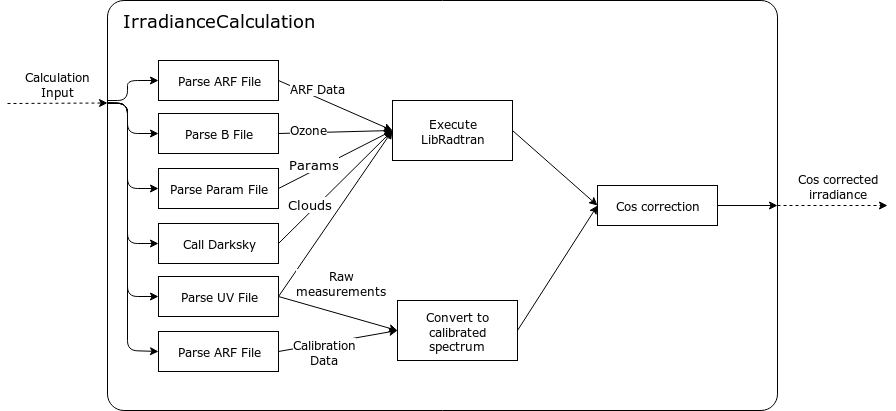 IrradianceCalculation
Calculation
Input
Parse ARF File
ARF Data
Parse B File
Ozone
Parse Param File
Params
Call Darksky
Clouds
Parse UV File
Raw
measurements
Parse ARF File
Calibration
Data
Execute
LibRadtran
Convert to
calibrated
spectrum
Cos correction
Cos corrected
irradiance